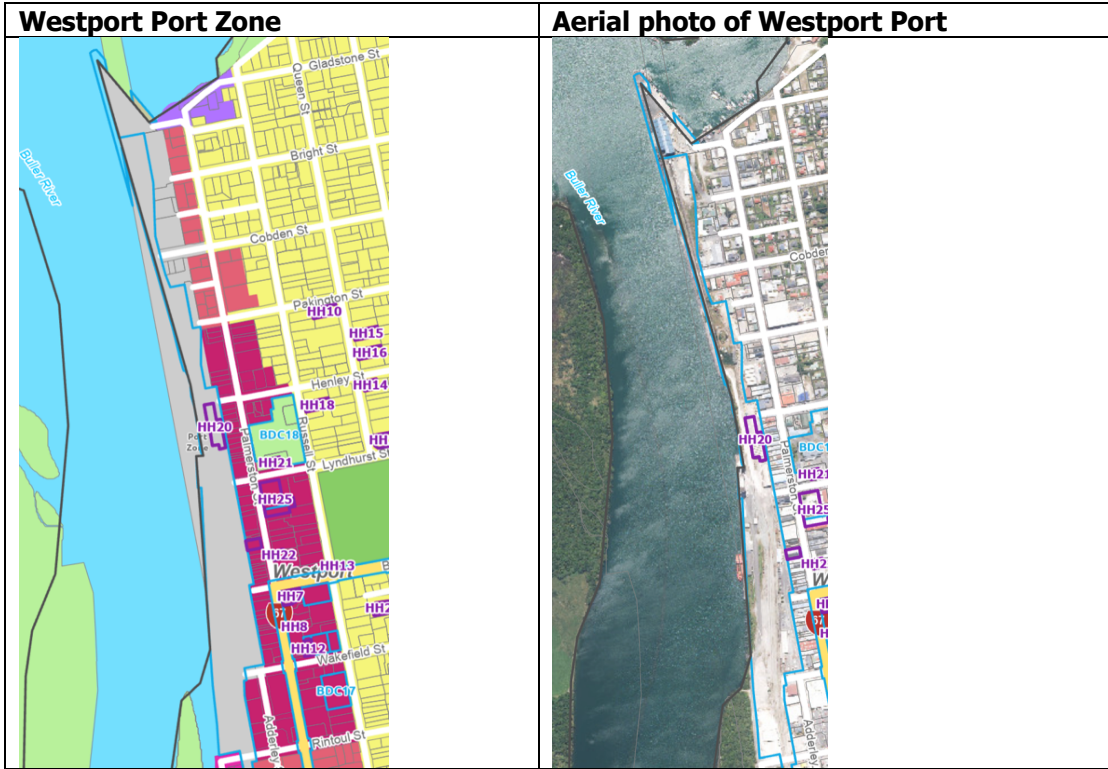 Westport Port Zone
Aerial photo of Westport Port
Gladstone St
Queen St
Bright St
Buller River
Cobden St
Pakington St
HH10
HH15
HH16
Henley St
HH14
HH18
HH20
Port Zone
BDC18
Russell St
Palmerston
HH21
Lyndhurst St
HH25
HH22
HH13
Westport
HH7
67
HH8
HH12
Wakefield St
BDC17
Adderley
Rintoul St
Buller River
Cobden
HH20
Palmerston
HH21
HH25
Adderley